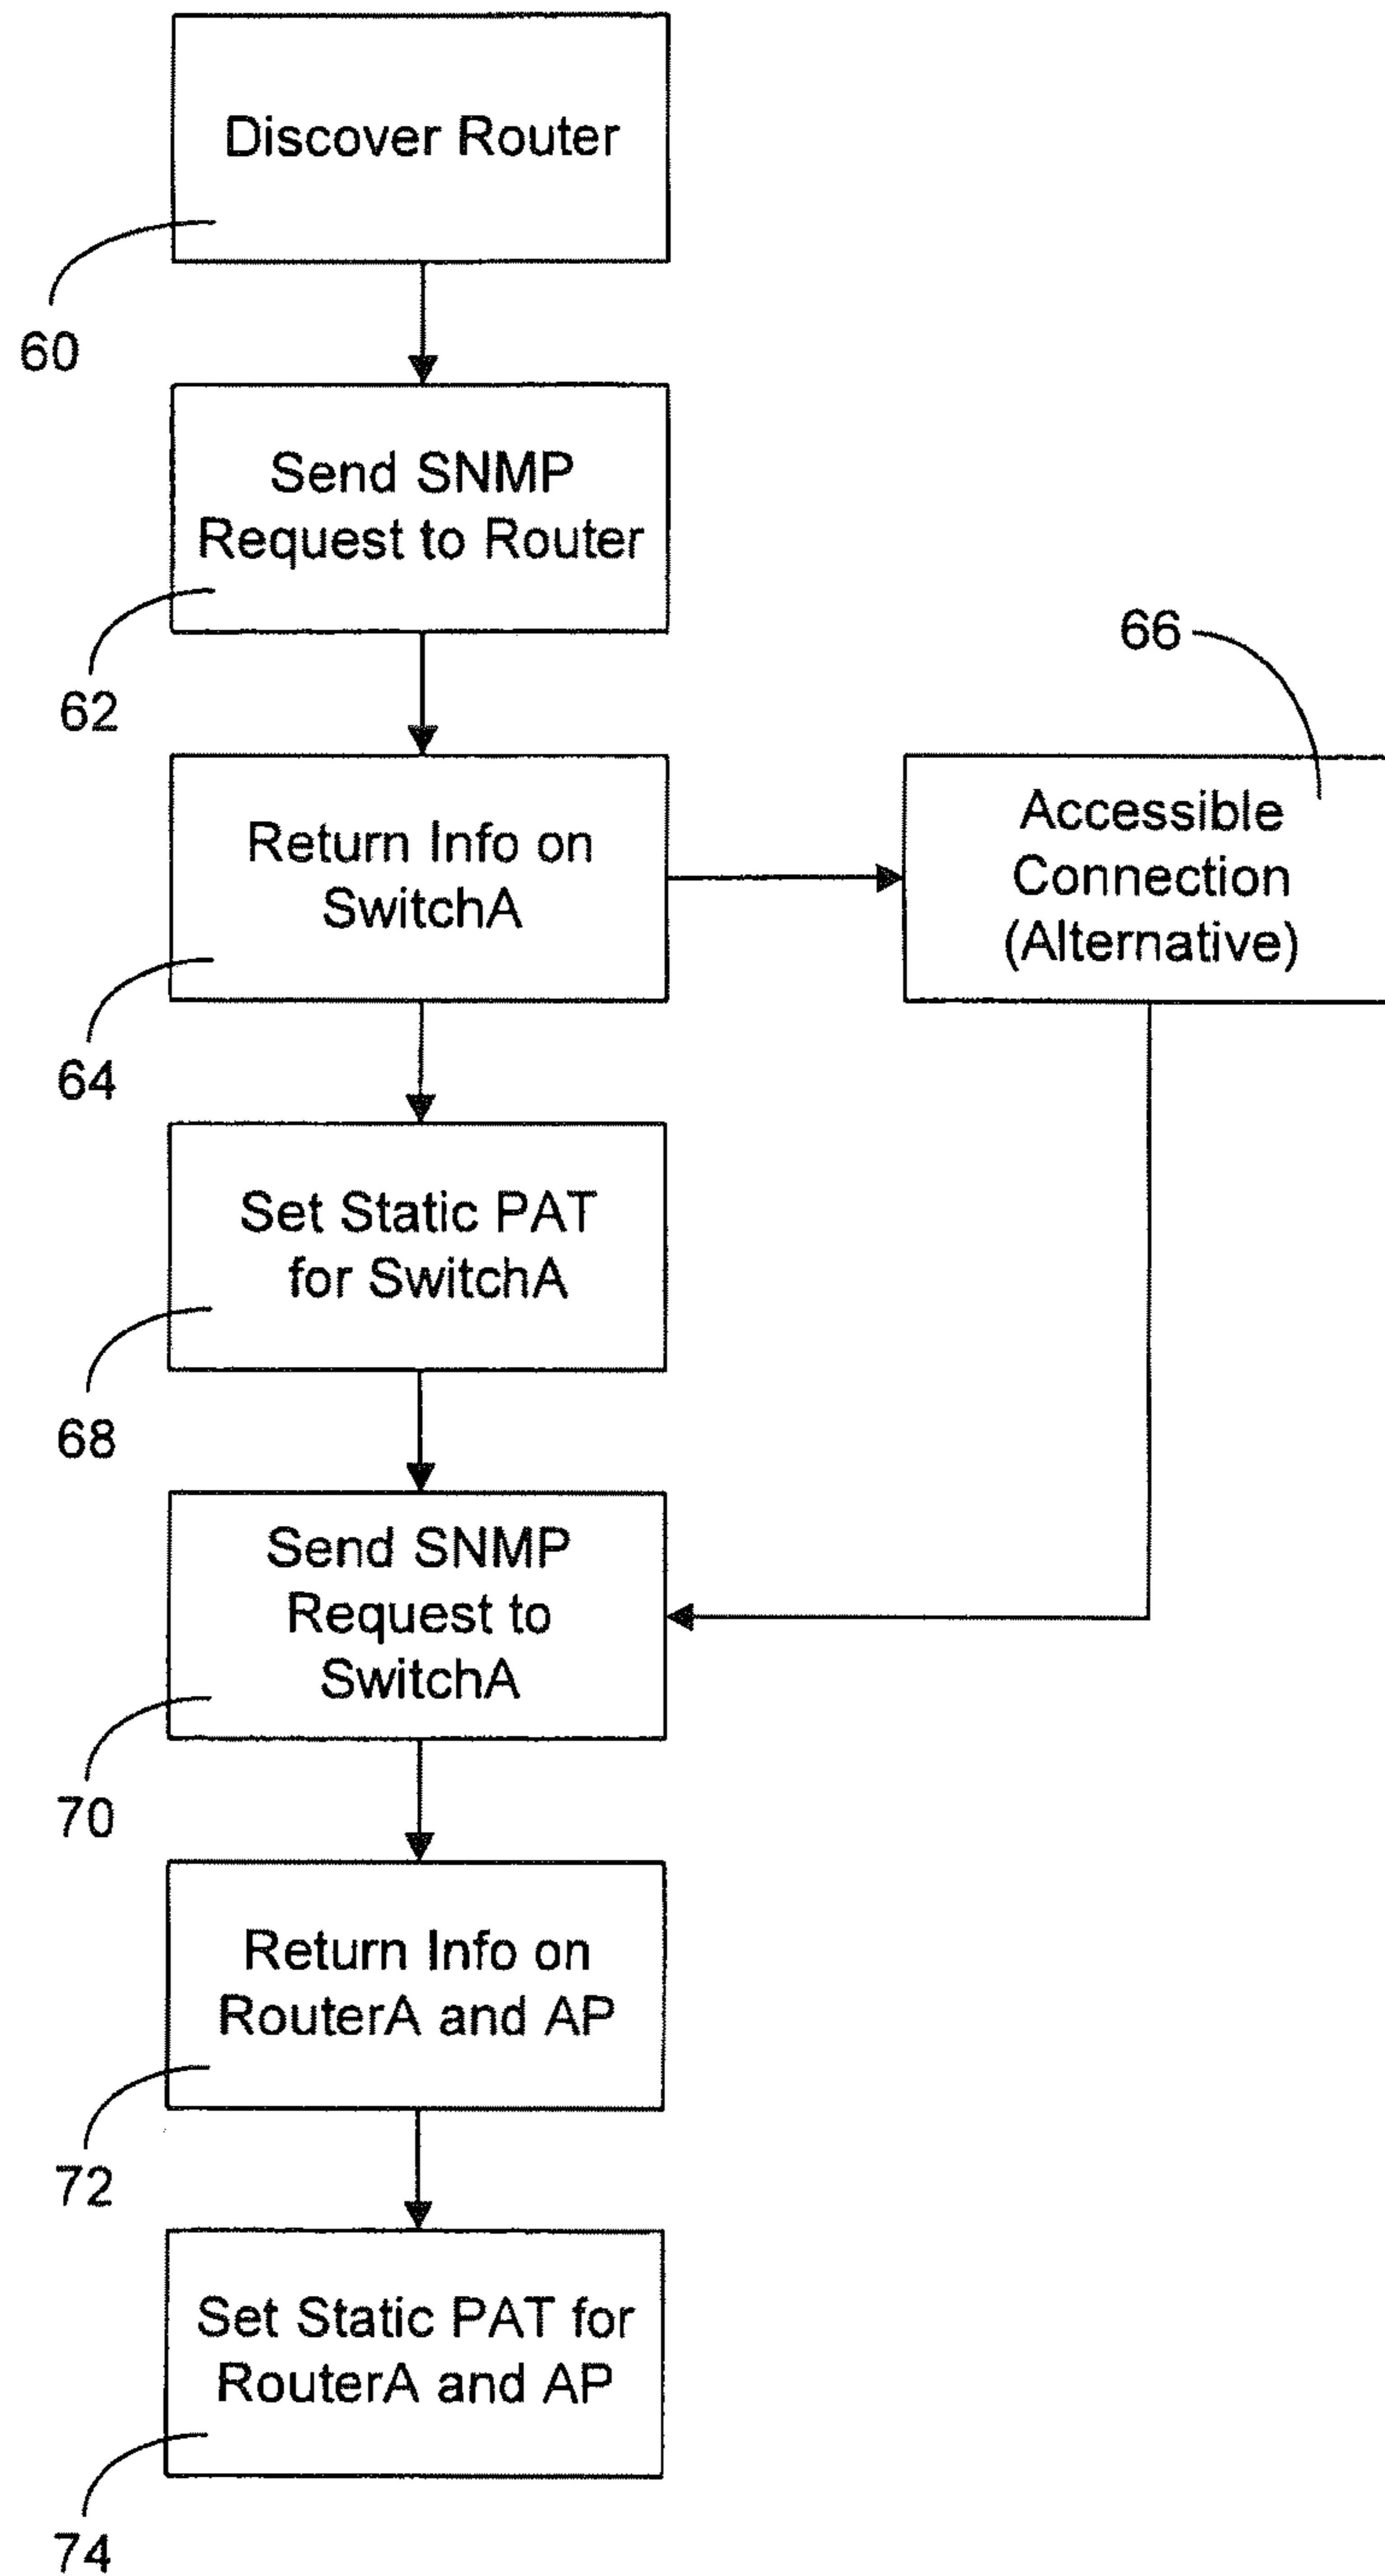 Discover Router
60
Send SNMP
Request to Router
62
66
Return Info on
SwitchA
64
Accessible
Connection
(Alternative)
Set Static PAT
for SwitchA
68
Send SNMP
Request to
SwitchA
70
Return Info on
RouterA and AP
72
Set Static PAT for
RouterA and AP
74